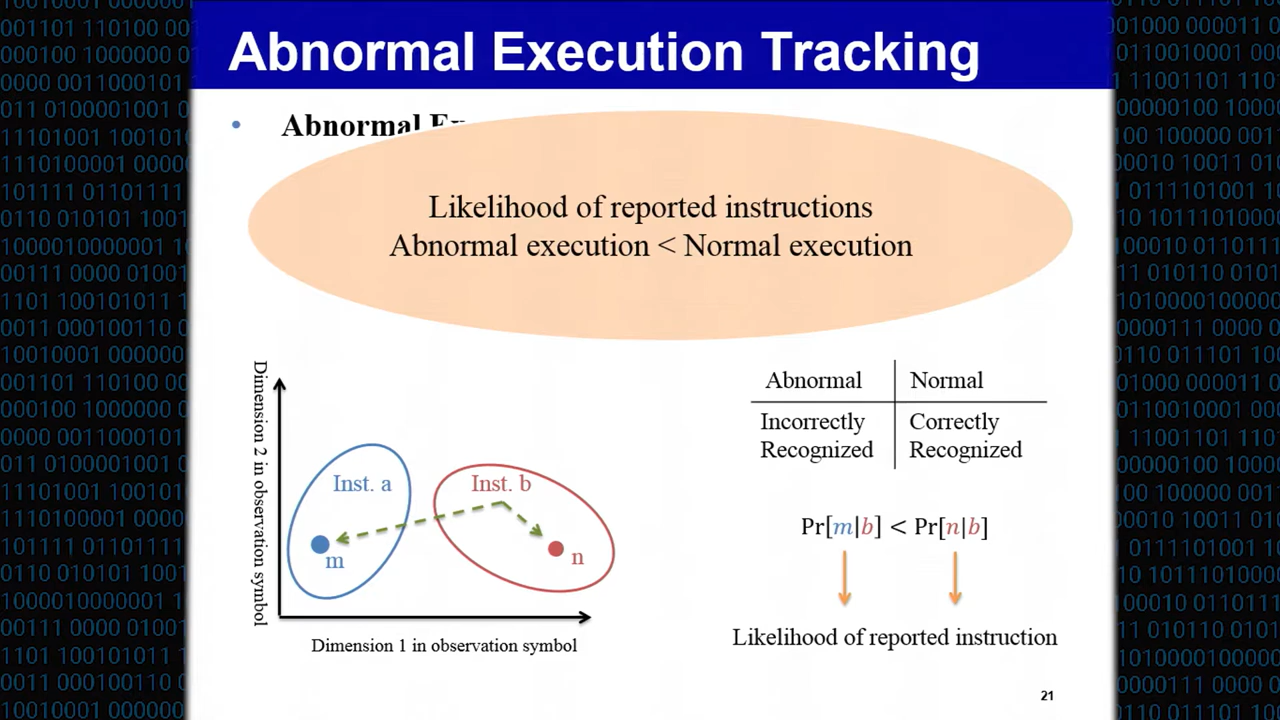 Abnormal Execution Tracking
• Abnormal
Likelihood of reported instructions
Abnormal execution < Normal execution
Dimension 2 in observation symbol
Inst. a
Inst. b
m
n
Dimension 1 in observation symbol
Abnormal Normal
Incorrectly Correctly
Recognized Recognized
Pr[m|b] < Pr[n|b]
Likelihood of reported instruction
21